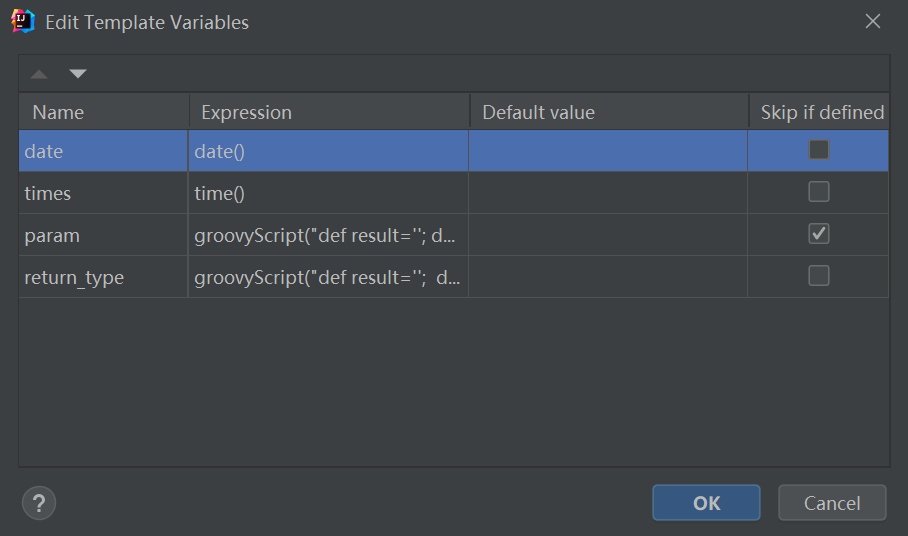 IJ
Edit Template Variables
Name Expression Default value Skip if defined
date date()
times time()
param groovyScript("def result=''; d...
return_type groovyScript("def result='';  d...
? OK Cancel